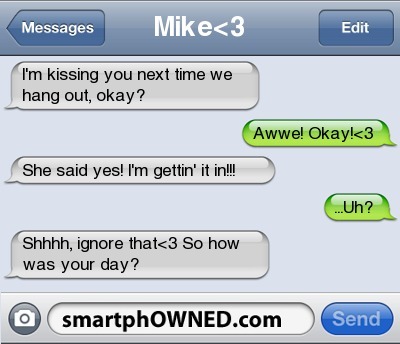 Messages
Mike<3
Edit
I'm kissing you next time we
hang out, okay?
Awwe! Okay!<3
She said yes! I'm gettin' it in!!!
...Uh?
Shhhh, ignore that<3 So how
was your day?
smartphOWNED.com
Send